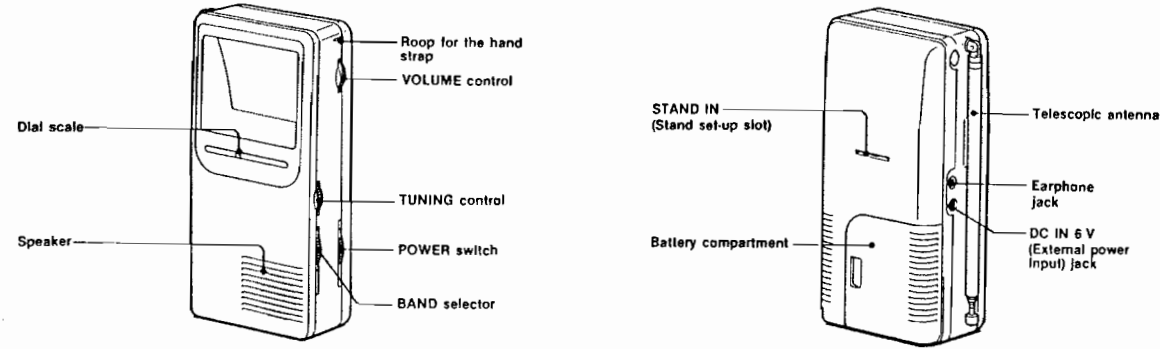 Roop for the hand
strap
VOLUME control
Dial scale
TUNING control
Speaker
POWER switch
BAND selector
STAND IN
(Stand set-up slot)
Telescopic antenna
Earphone
jack
Battery compartment
DC IN 6 V
(External power
input) jack